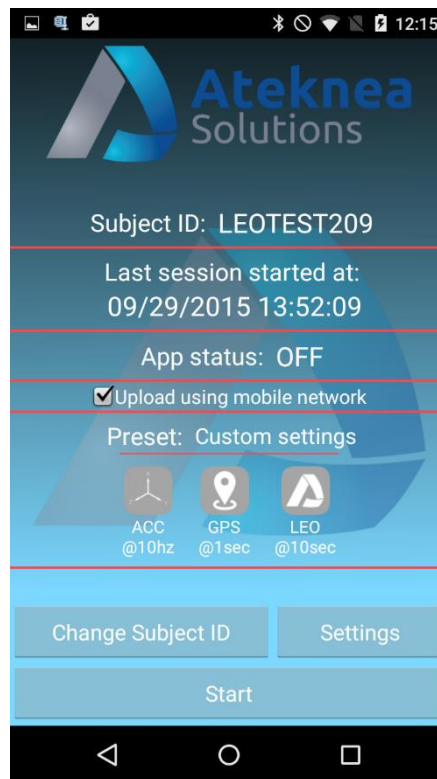 12:15
Ateknea
Solutions
Subject ID: LEOTEST209
Last session started at:
09/29/2015 13:52:09
App status: OFF
Upload using mobile network
Preset: Custom settings
ACC GPS LEO
@10hz @1sec @10sec
Change Subject ID Settings
Start